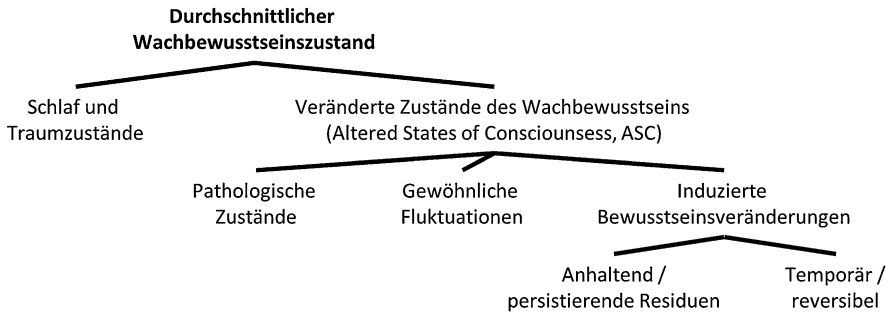 Durchschnittlicher
Wachbewusstseinszustand
Schlaf und
Traumzustände
Veränderte Zustände des Wachbewusstseins
(Altered States of Consciounsess, ASC)
Pathologische
Zustände
Gewöhnliche
Fluktuationen
Induzierte
Bewusstseinsveränderungen
Anhaltend /
persistierende Residuen
Temporär /
reversibel